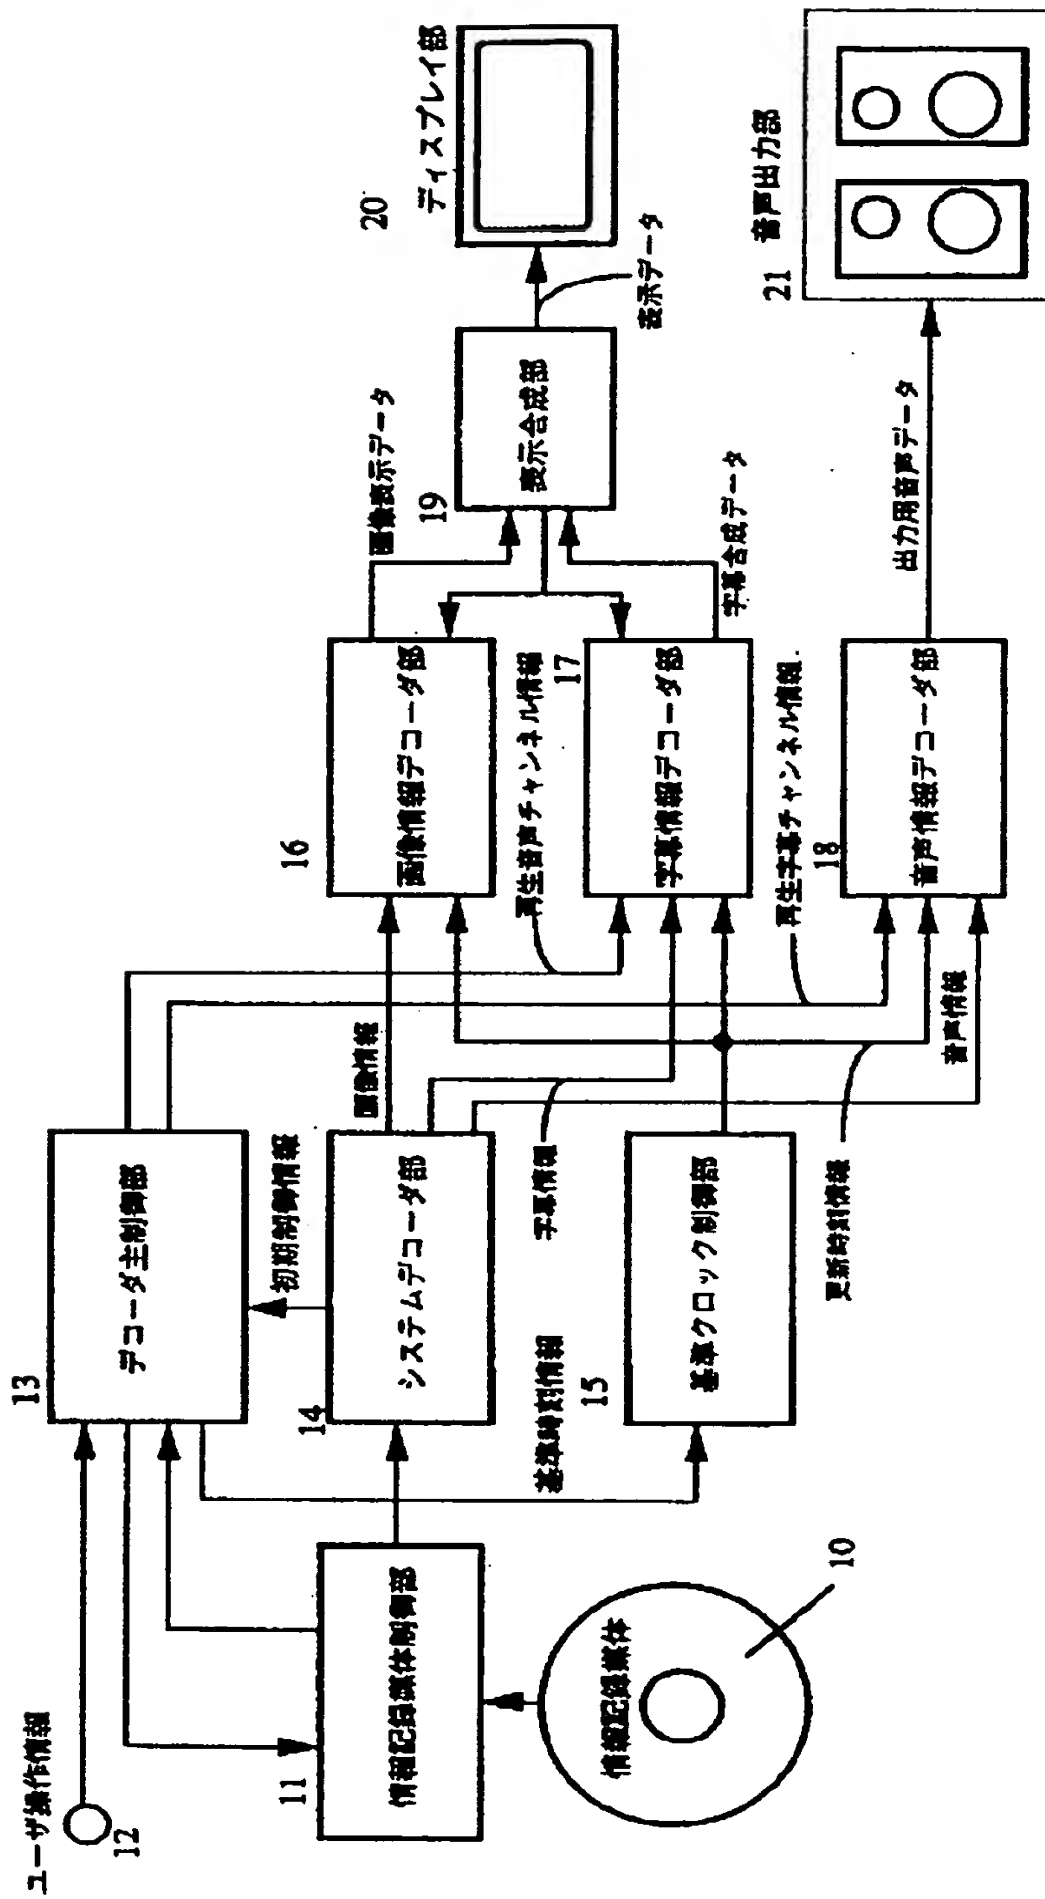 ユーザ操作情報
12
11
情報記録媒体制御部
情報記録媒体
10
13
デコーダ主制御部
初期制御情報
14
システムデコーダ部
基準時刻情報
15
基準クロック制御部
画像情報
字幕情報
更新時刻情報
音声情報
16
画像情報デコーダ部
再生音声チャンネル情報
17
字幕情報デコーダ部
再生字幕チャンネル情報
18
音声情報デコーダ部
画像表示データ
19
表示合成部
字幕合成データ
表示データ
出力用音声データ
20
ディスプレイ部
21
音声出力部